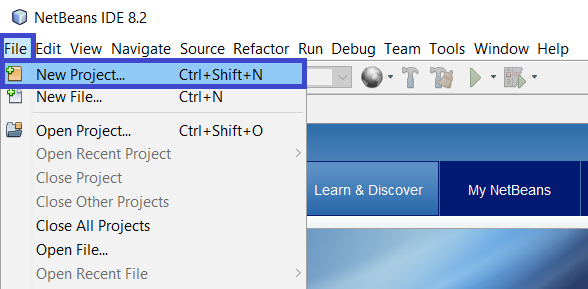 NetBeans IDE 8.2
File Edit View Navigate Source Refactor Run Debug Team Tools Window Help
New Project... Ctrl+Shift+N
New File... Ctrl+N
Open Project... Ctrl+Shift+O
Open Recent Project
Close Project
Close Other Projects
Close All Projects
Open File...
Open Recent File
Learn & Discover
My NetBeans